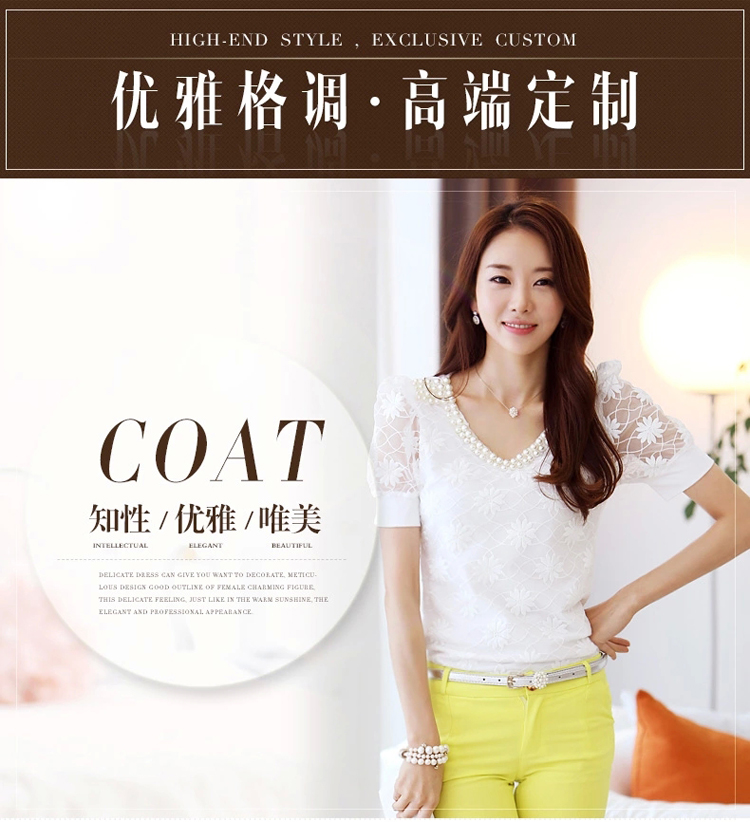 HIGH-END STYLE , EXCLUSIVE CUSTOM
优雅格调·高端定制
COAT
知性 / 优雅 / 唯美
INTELLECTUAL ELEGANT BEAUTIFUL
DELICATE DRESS CAN GIVE YOU WANT TO DECORATE, METICU-
LOUS DESIGN GOOD OUTLINE OF FEMALE CHARMING FIGURE,
THIS DELICATE FEELING, JUST LIKE IN THE WARM SUNSHINE, THE
ELEGANT AND PROFESSIONAL APPEARANCE.